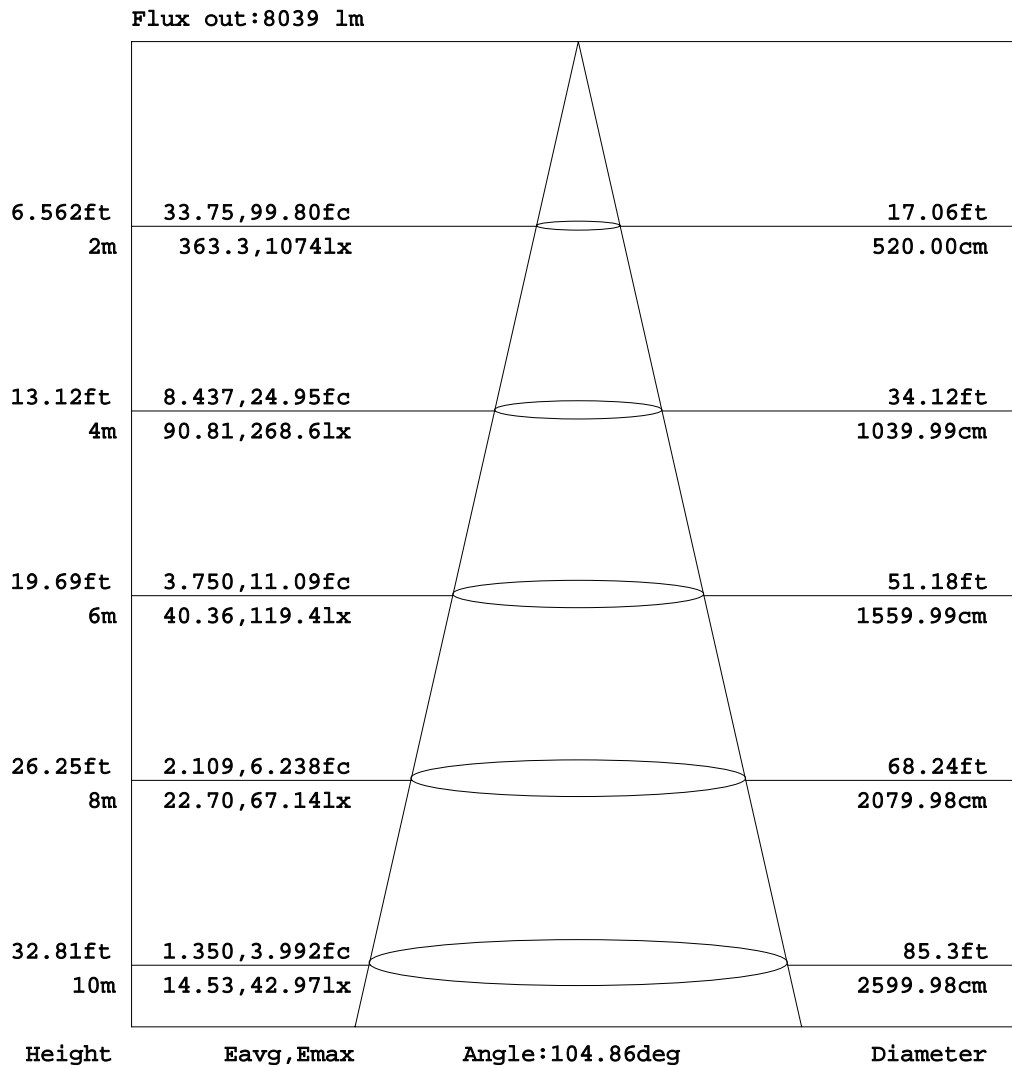 Flux out:8039 lm
6.562ft 33.75,99.80fc 17.06ft
2m 363.3,1074lx 520.00cm
13.12ft 8.437,24.95fc 34.12ft
4m 90.81,268.6lx 1039.99cm
19.69ft 3.750,11.09fc 51.18ft
6m 40.36,119.4lx 1559.99cm
26.25ft 2.109,6.238fc 68.24ft
8m 22.70,67.14lx 2079.98cm
32.81ft 1.350,3.992fc 85.3ft
10m 14.53,42.97lx 2599.98cm
Height Eavg,Emax Angle:104.86deg Diameter